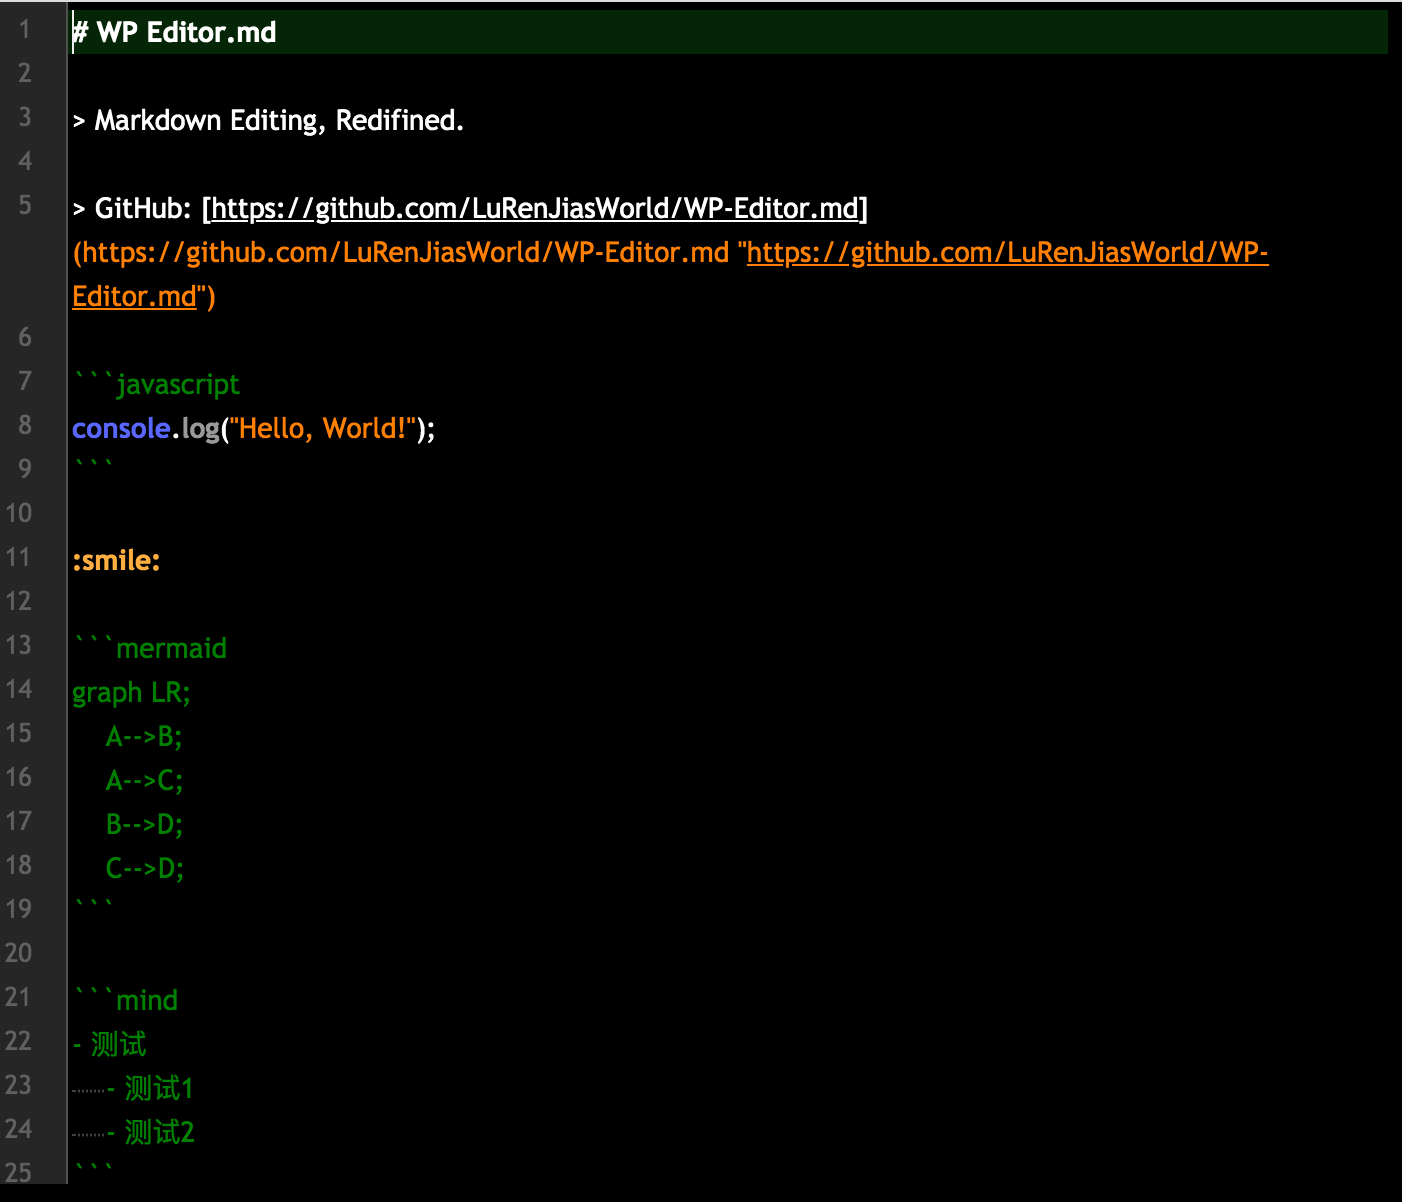 1 # WP Editor.md
2
3 > Markdown Editing, Redifined.
4
5 > GitHub: [https://github.com/LuRenJiasWorld/WP-Editor.md]
(https://github.com/LuRenJiasWorld/WP-Editor.md "https://github.com/LuRenJiasWorld/WP-
Editor.md")
6
7 ```javascript
8 console.log("Hello, World!");
9 ```
10
11 :smile:
12
13 ```mermaid
14 graph LR;
15     A-->B;
16     A-->C;
17     B-->D;
18     C-->D;
19 ```
20
21 ```mind
22 - 测试
23     - 测试1
24     - 测试2
25 ```